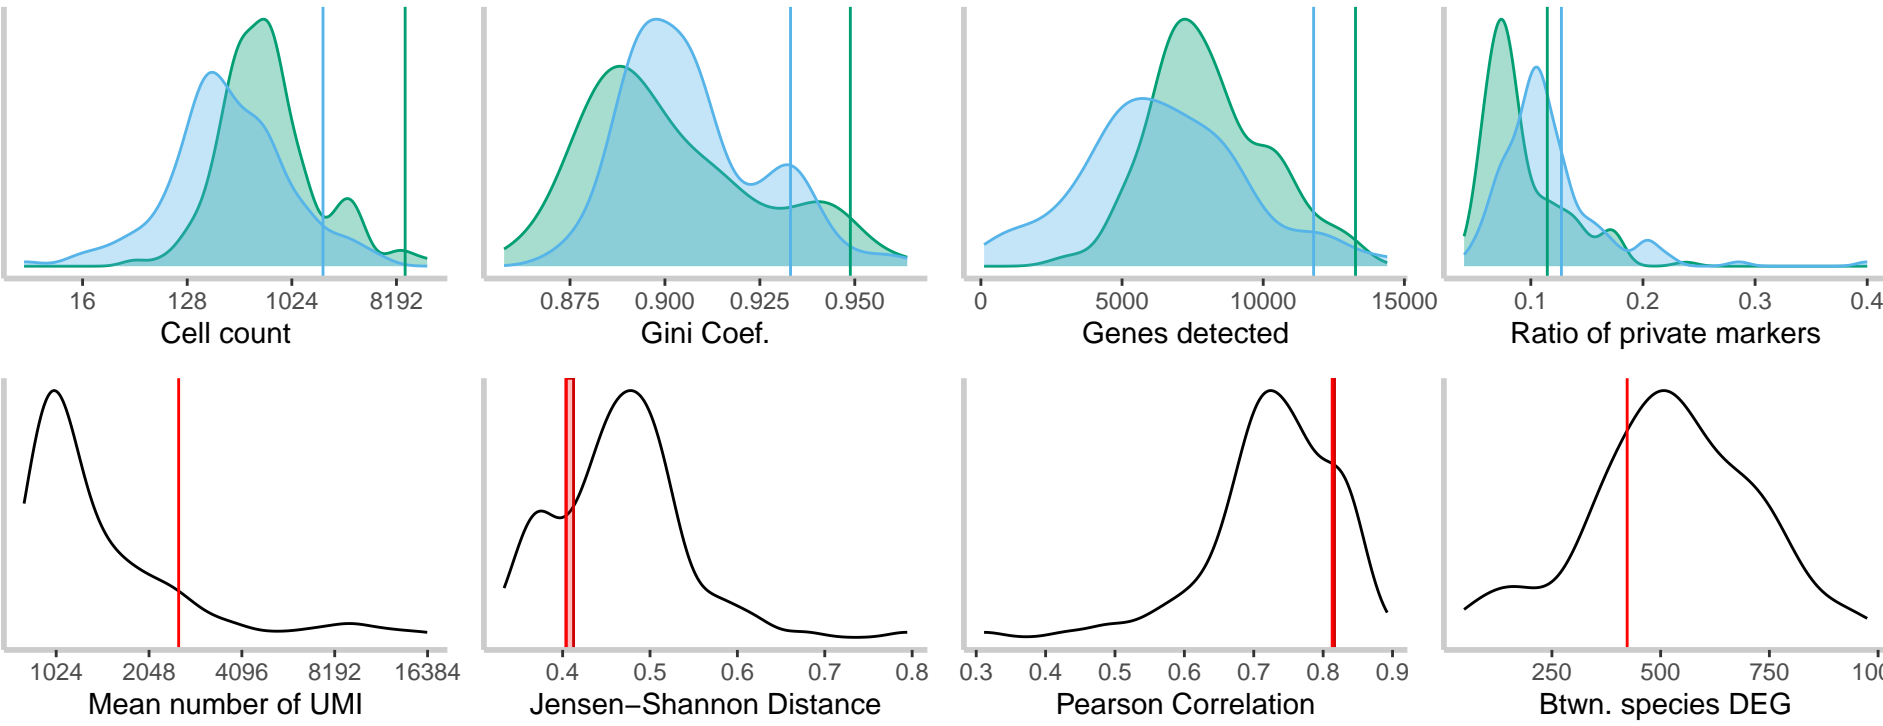 16 128 1024 8192
Cell count
0.875 0.900 0.925 0.950
Gini Coef.
0 5000 10000 15000
Genes detected
0.1 0.2 0.3 0.4
Ratio of private markers
1024 2048 4096 8192 16384
Mean number of UMI
0.4 0.5 0.6 0.7 0.8
Jensen−Shannon Distance
0.3 0.4 0.5 0.6 0.7 0.8 0.9
Pearson Correlation
250 500 750
Btwn. species DEG